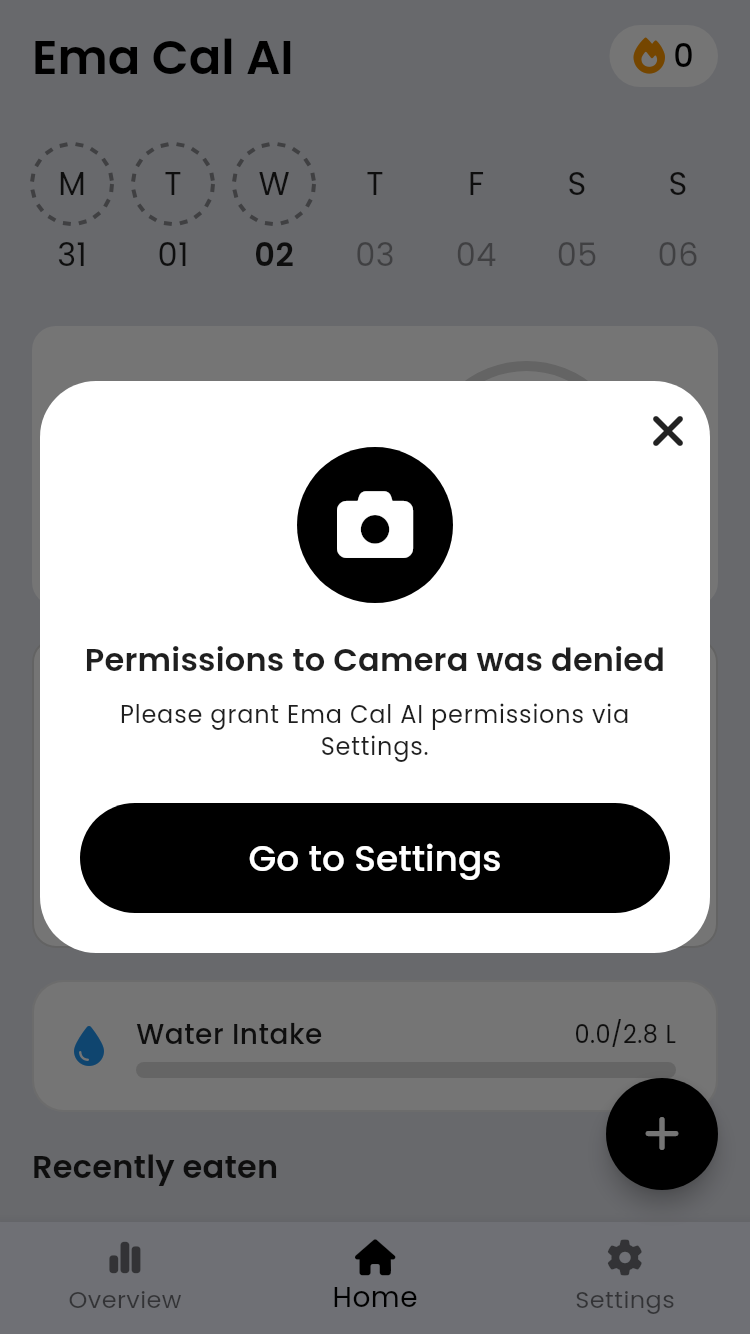 Ema Cal AI
0
M T W T F S S
31 01 02 03 04 05 06
Permissions to Camera was denied
Please grant Ema Cal AI permissions via
Settings.
Go to Settings
Water Intake 0.0/2.8 L
Recently eaten
Overview Home Settings